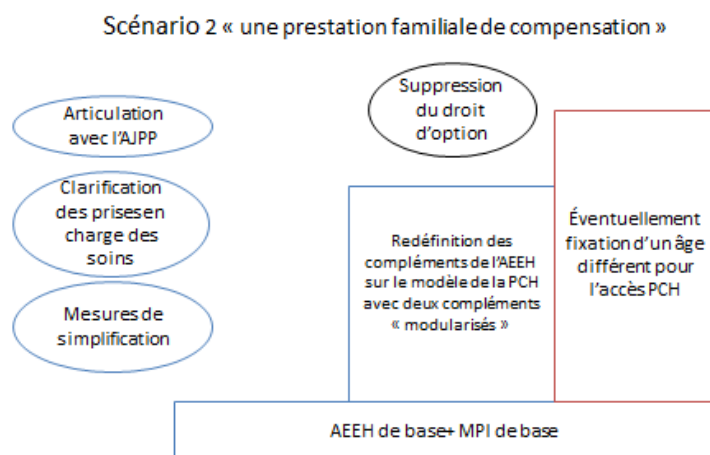 Scénario 2 « une prestation familiale de compensation »
Articulation
avec l'AJPP
Clarification
des prisesen
charge des
soins
Mesures de
simplification
Suppression
du droit
d'option
Redéfinition des
compléments de l'AEEH
sur le modèle de la PCH
avec deux compléments
« modularisés »
Éventuellement
fixation d'un âge
différent pour
l'accès PCH
AEEH de base+ MPI de base